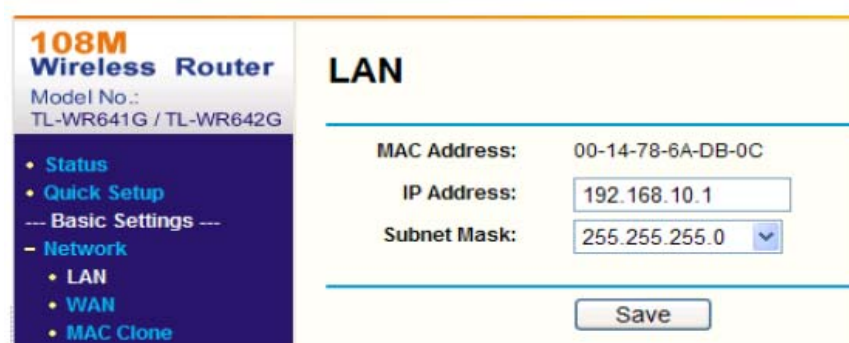 108M
Wireless Router
Model No.:
TL-WR641G / TL-WR642G
• Status
• Quick Setup
--- Basic Settings ---
– Network
• LAN
• WAN
• MAC Clone
LAN
MAC Address: 00-14-78-6A-DB-0C
IP Address: 192.168.10.1
Subnet Mask: 255.255.255.0
Save